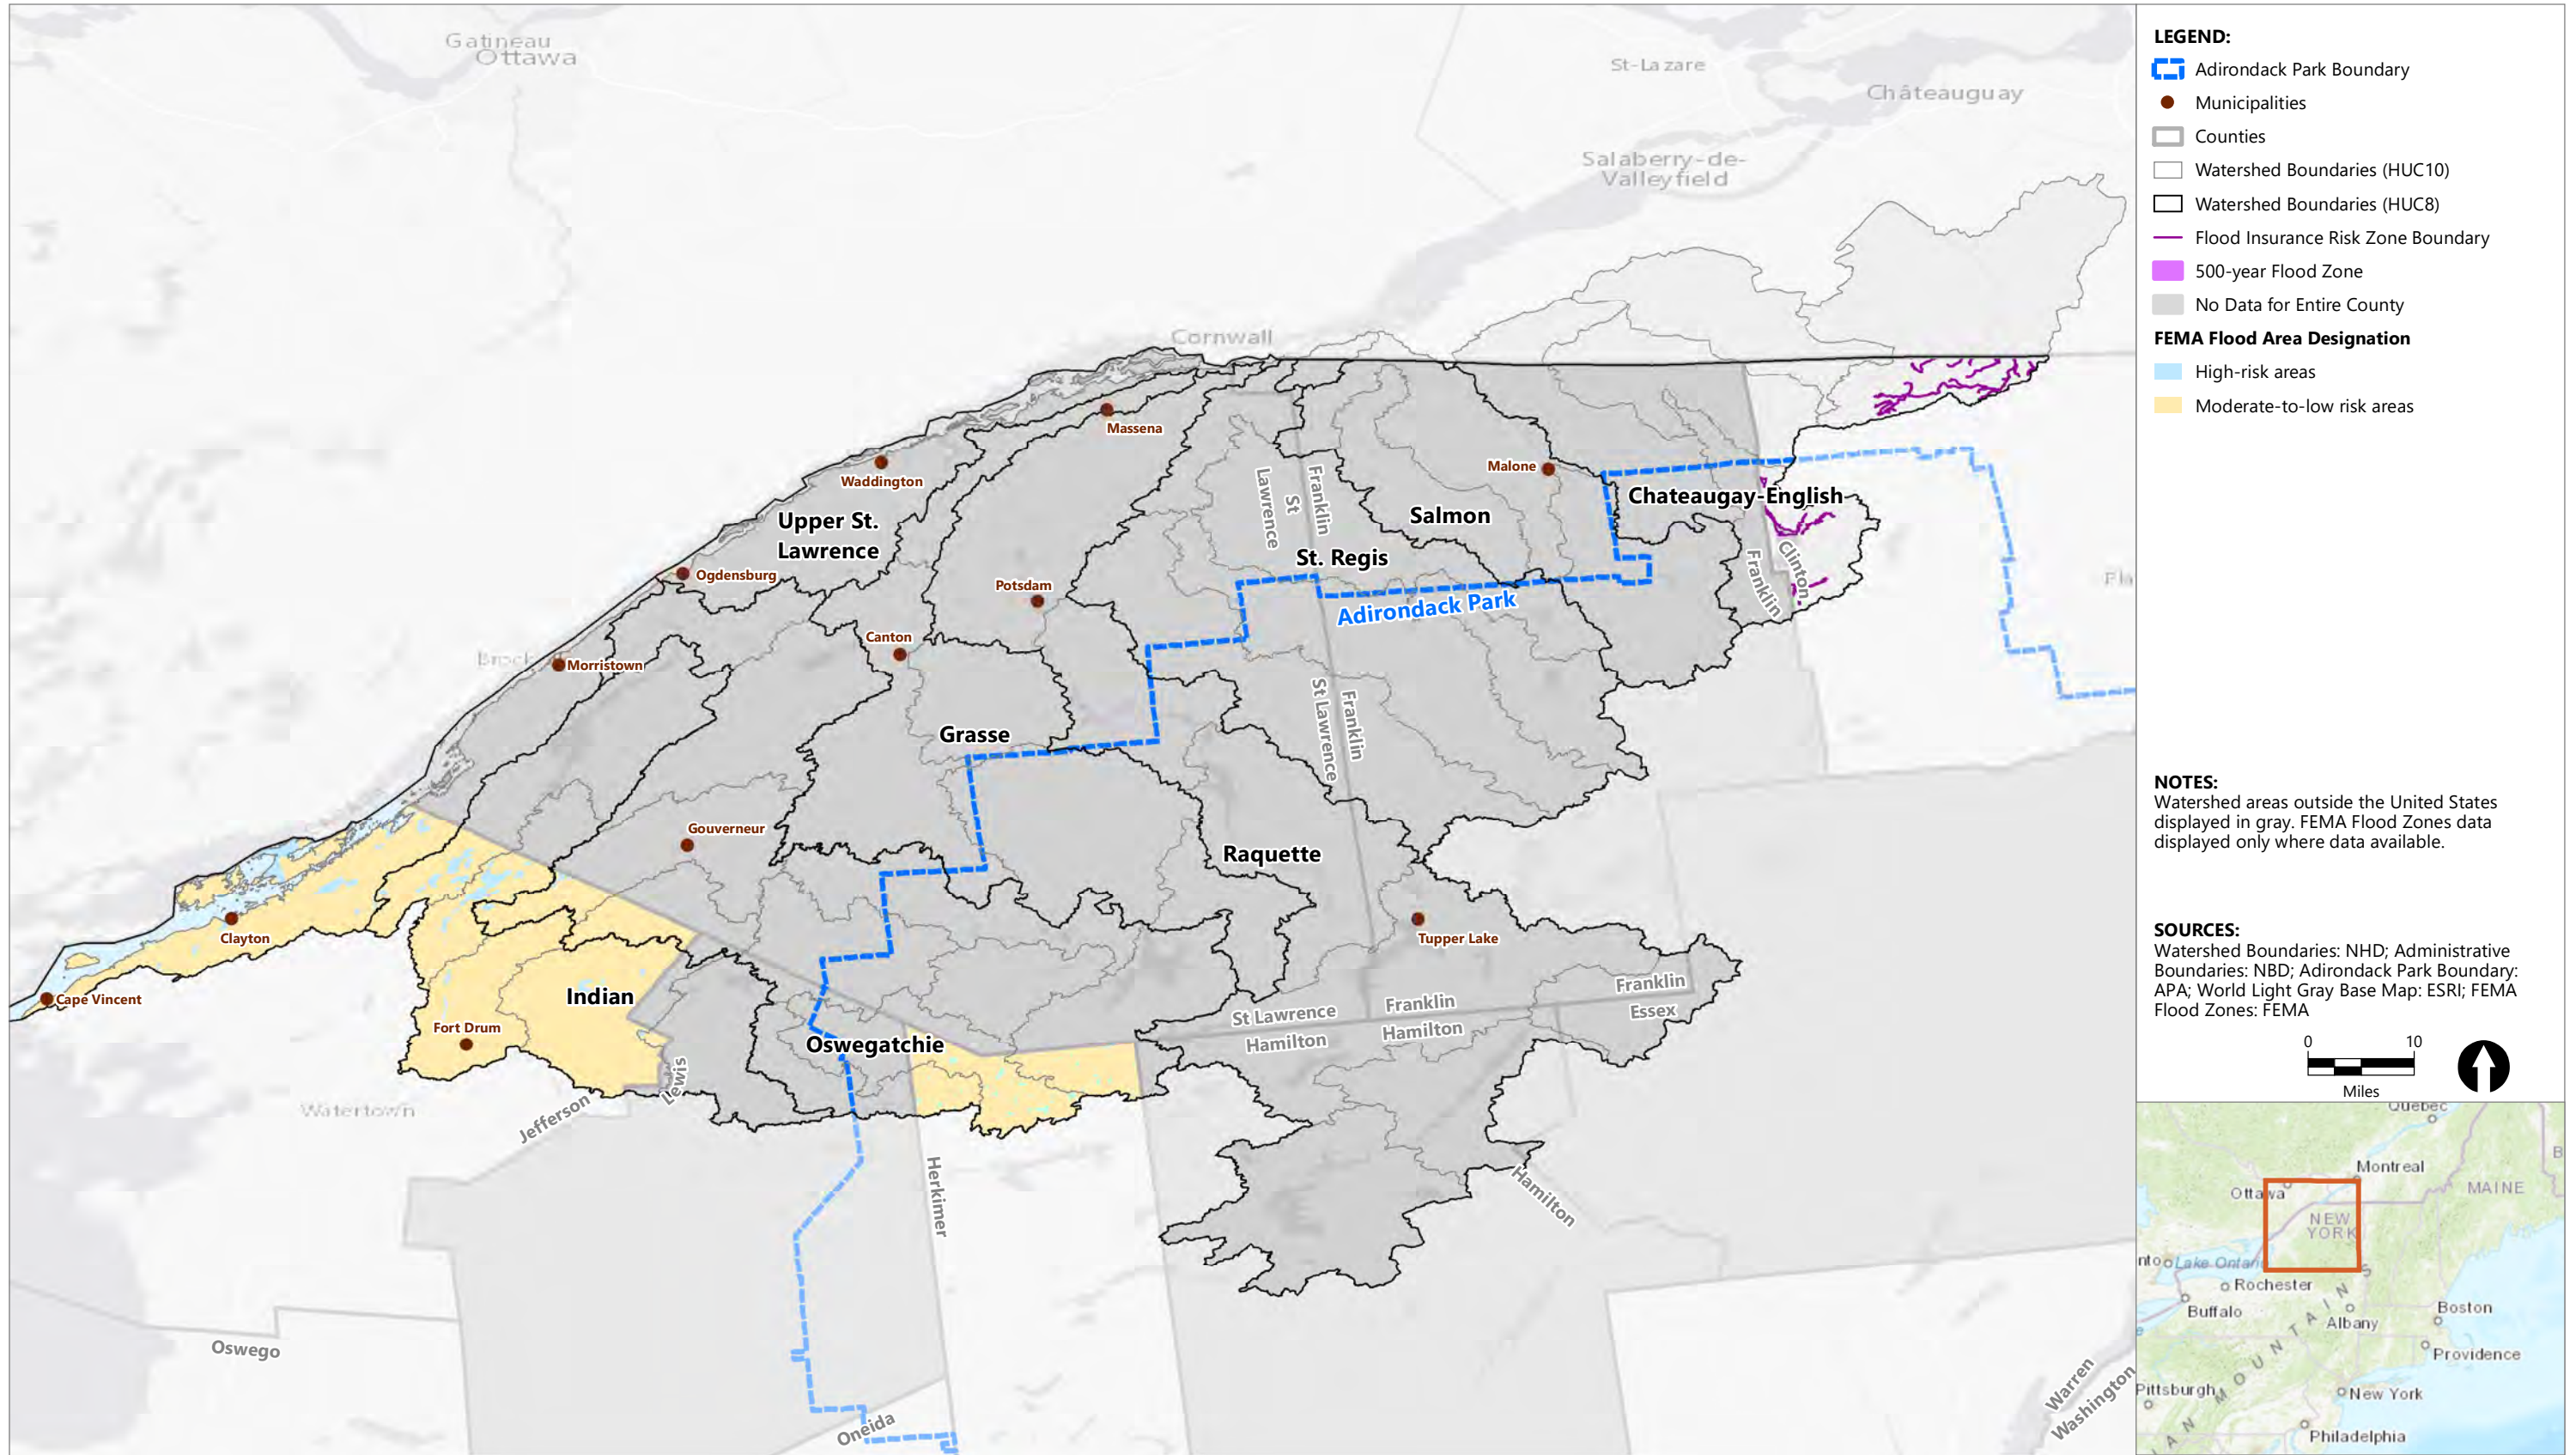 Gatineau
Ottawa
St-Lazare
Châteauguay
Salaberry-de-
Valleyfield
Cornwall
Massena
Waddington
Malone
Upper St.
Lawrence
Salmon
Chateaugay-English
St
Lawrence
Franklin
St. Regis
Ogdensburg
Potsdam
Adirondack Park
Clinton
Franklin
Canton
Morristown
St Lawrence
Franklin
Grasse
Gouverneur
Raquette
Clayton
Tupper Lake
Cape Vincent
Indian
Fort Drum
Franklin
Essex
St Lawrence
Franklin
Hamilton
Hamilton
Oswegatchie
Lewis
Watertown
Jefferson
Herkimer
Hamilton
Oswego
Oneida
Warren
Washington
LEGEND:
Adirondack Park Boundary
Municipalities
Counties
Watershed Boundaries (HUC10)
Watershed Boundaries (HUC8)
Flood Insurance Risk Zone Boundary
500-year Flood Zone
No Data for Entire County
FEMA Flood Area Designation
High-risk areas
Moderate-to-low risk areas
NOTES:
Watershed areas outside the United States
displayed in gray. FEMA Flood Zones data
displayed only where data available.
SOURCES:
Watershed Boundaries: NHD; Administrative
Boundaries: NBD; Adirondack Park Boundary:
APA; World Light Gray Base Map: ESRI; FEMA
Flood Zones: FEMA
0 10
Miles
Quebec
Montreal
Ottawa
MAINE
NEW
YORK
Lake Ontari
Rochester
Buffalo
Boston
Albany
Providence
Pittsburgh
New York
Philadelphia
MOUNTAINS